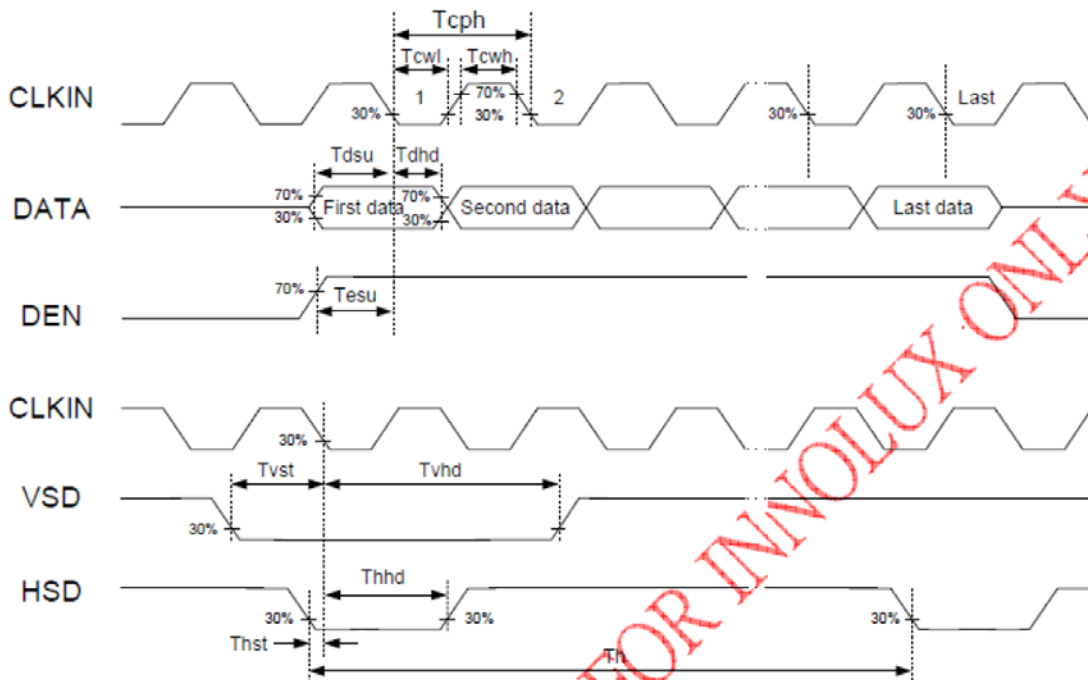 Tcph
Tcwl Tcwh
CLKIN 30% 1 70% 30% 2 30% 30% Last
Tdsu Tdhd
DATA 70% 30% First data 70% 30% Second data Last data
DEN 70% Tesu
CLKIN 30%
Tvst Tvhd
VSD 30%
HSD Thhd
30% 30% 30%
Thst
Th
FOR INNOLUX ONLY